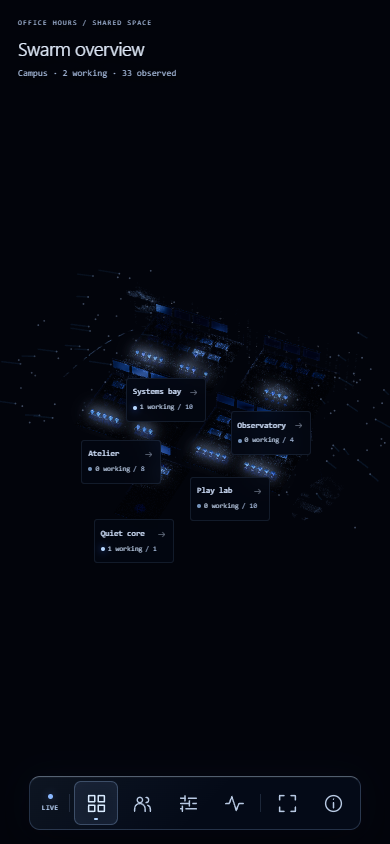 OFFICE HOURS / SHARED SPACE
Swarm overview
Campus · 2 working · 33 observed
Systems bay →
1 working / 10
Observatory →
0 working / 4
Atelier →
0 working / 8
Play lab →
0 working / 10
Quiet core →
1 working / 1
LIVE